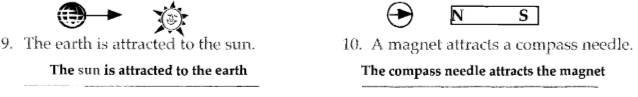 N S
9. The earth is attracted to the sun.
The sun is attracted to the earth
10. A magnet attracts a compass needle.
The compass needle attracts the magnet